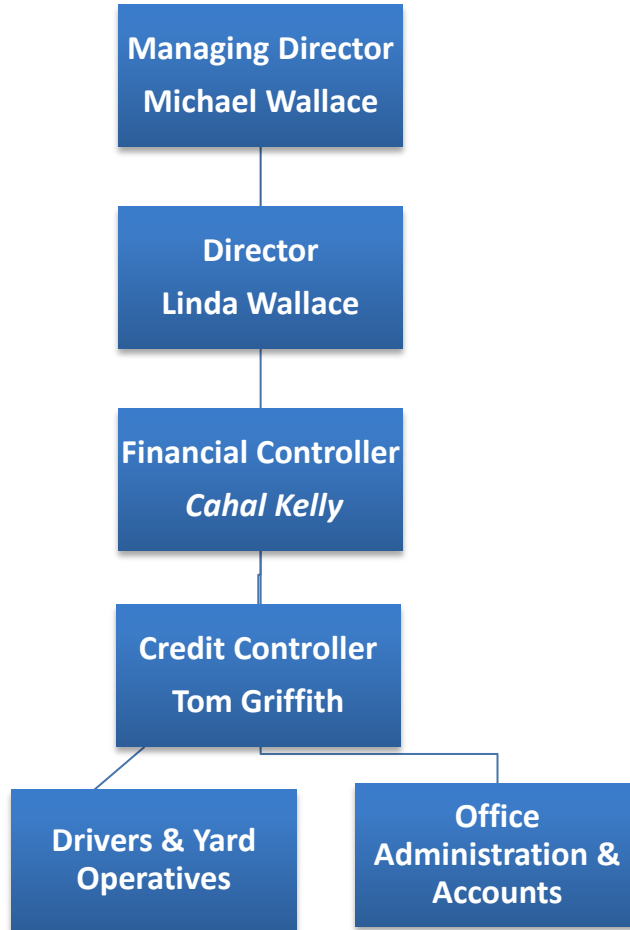 Managing Director
Michael Wallace
Director
Linda Wallace
Financial Controller
Cahal Kelly
Credit Controller
Tom Griffith
Drivers & Yard
Operatives
Office
Administration &
Accounts